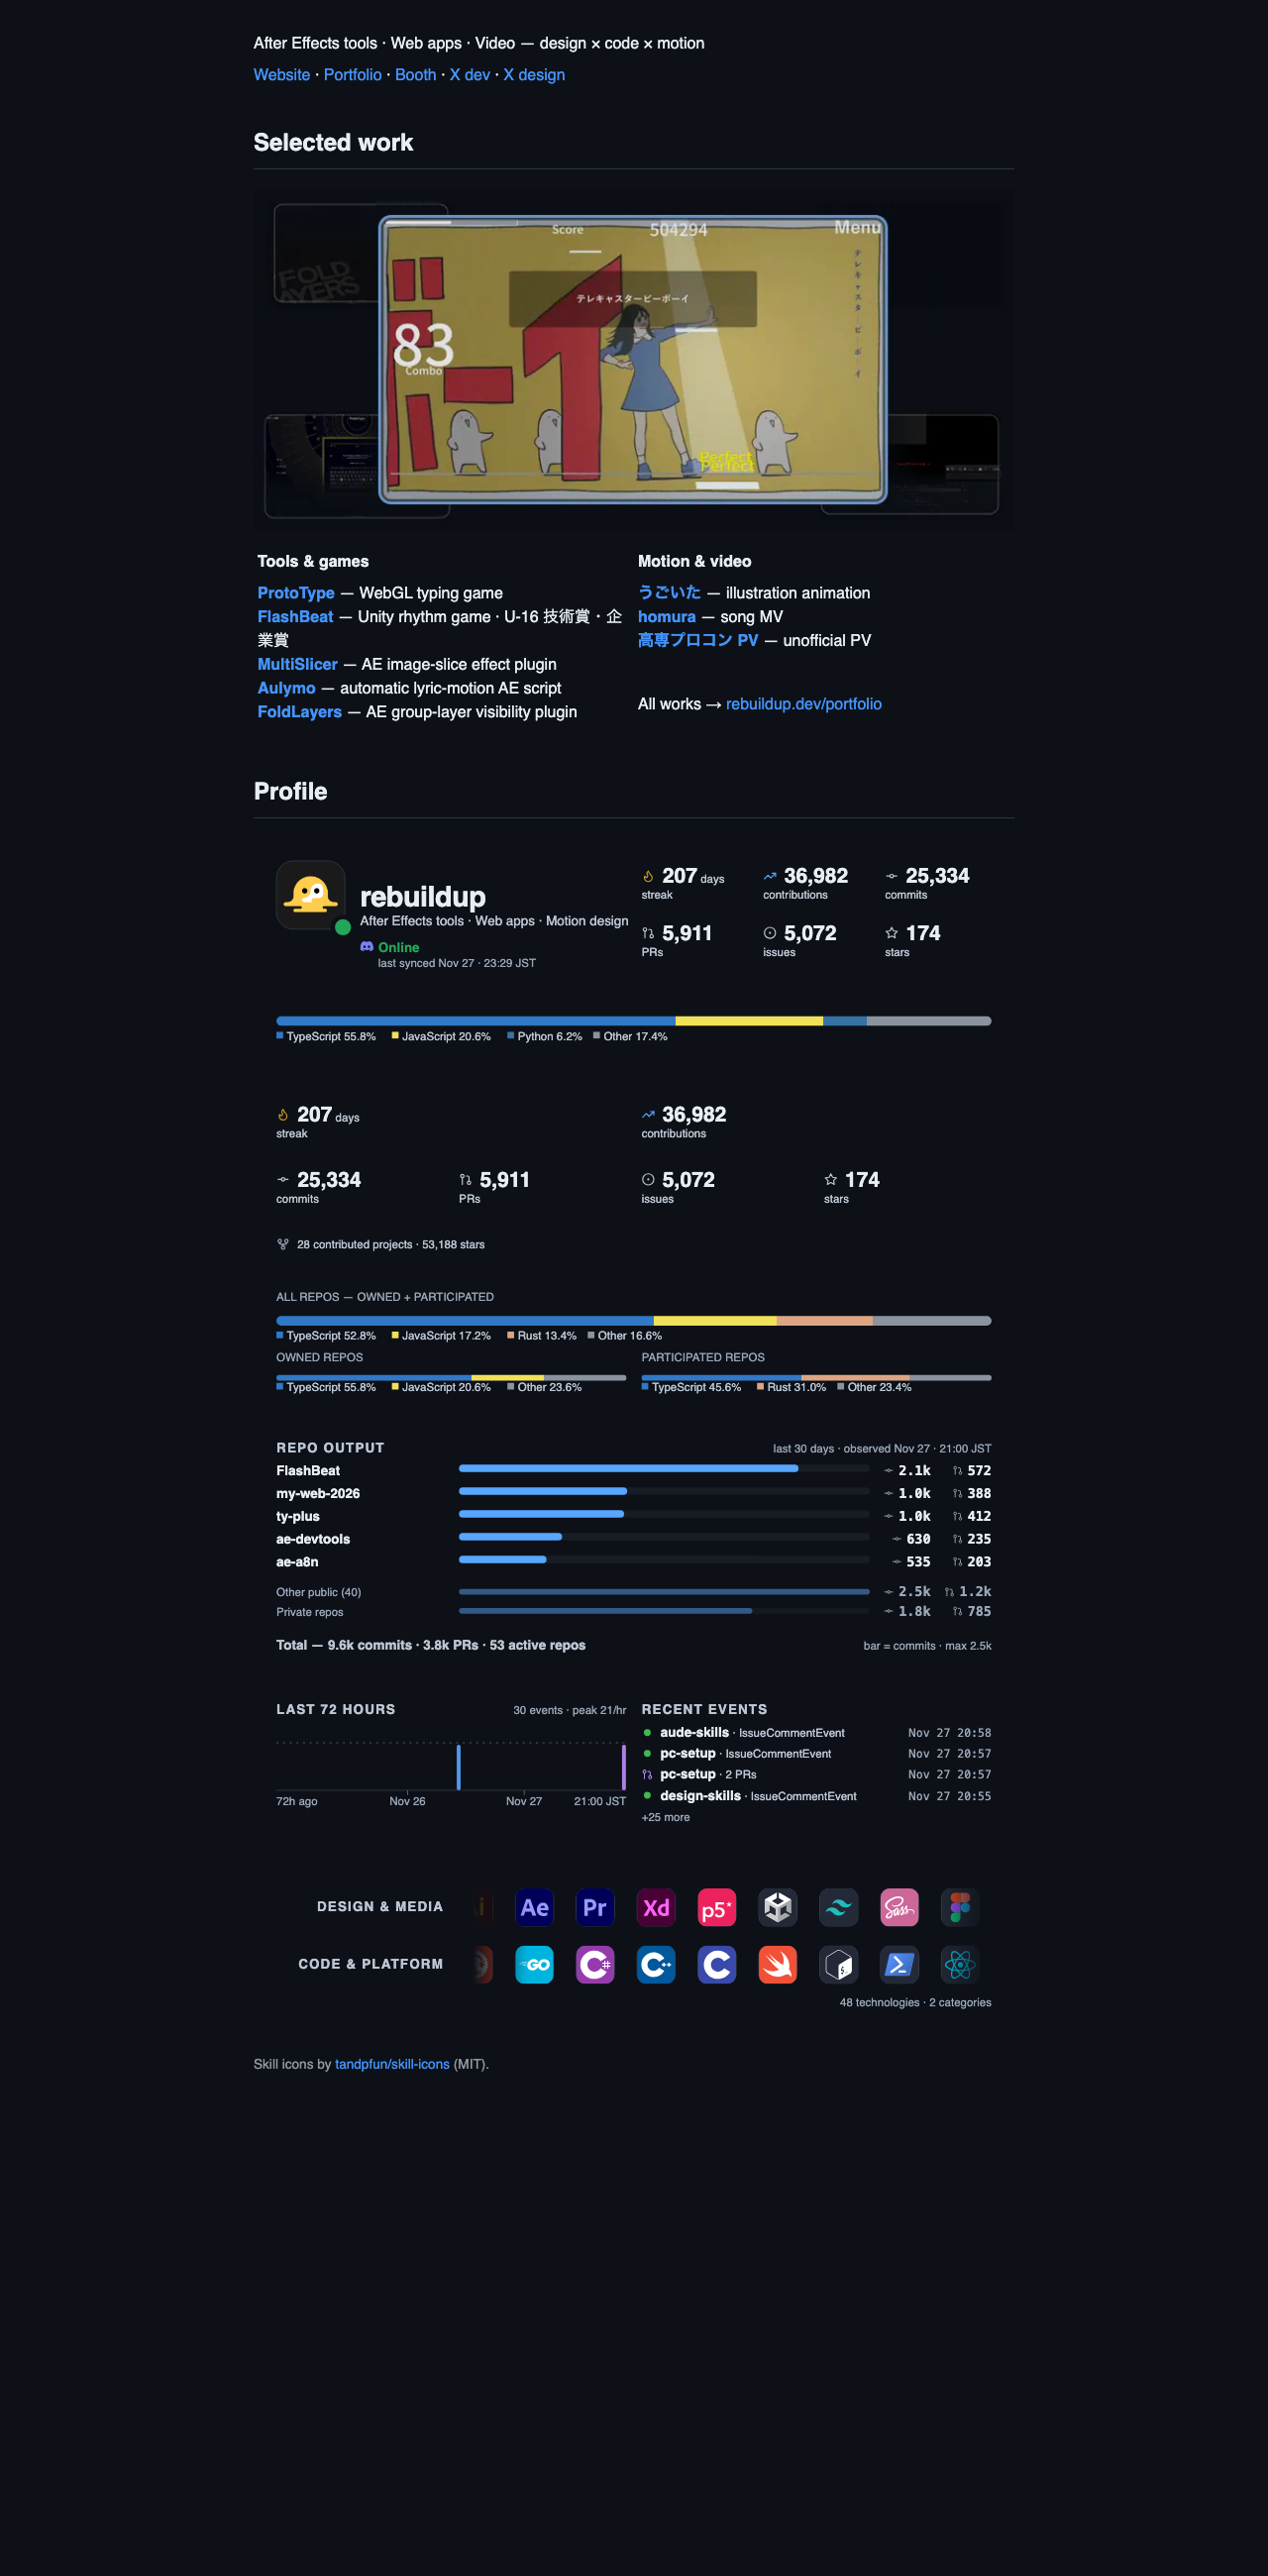 After Effects tools · Web apps · Video — design × code × motion
Website · Portfolio · Booth · X dev · X design
Selected work
FOLD
AYERS
Score
504294
Menu
テレキャスタービーボーイ
テレキャスタービーボーイ
83
Combo
Perfect
Perfect
Tools & games
ProtoType — WebGL typing game
FlashBeat — Unity rhythm game · U-16 技術賞・企
業賞
MultiSlicer — AE image-slice effect plugin
Aulymo — automatic lyric-motion AE script
FoldLayers — AE group-layer visibility plugin
Motion & video
うごいた — illustration animation
homura — song MV
高専プロコン PV — unofficial PV
All works → rebuildup.dev/portfolio
Profile
rebuildup
After Effects tools · Web apps · Motion design
Online
last synced Nov 27 · 23:29 JST
207 days
streak
36,982
contributions
25,334
commits
5,911
PRs
5,072
issues
174
stars
TypeScript 55.8% JavaScript 20.6% Python 6.2% Other 17.4%
207 days
streak
36,982
contributions
25,334
commits
5,911
PRs
5,072
issues
174
stars
28 contributed projects · 53,188 stars
ALL REPOS — OWNED + PARTICIPATED
TypeScript 52.8% JavaScript 17.2% Rust 13.4% Other 16.6%
OWNED REPOS
TypeScript 55.8% JavaScript 20.6% Other 23.6%
PARTICIPATED REPOS
TypeScript 45.6% Rust 31.0% Other 23.4%
REPO OUTPUT
last 30 days · observed Nov 27 · 21:00 JST
FlashBeat 2.1k 572
my-web-2026 1.0k 388
ty-plus 1.0k 412
ae-devtools 630 235
ae-a8n 535 203
Other public (40) 2.5k 1.2k
Private repos 1.8k 785
Total — 9.6k commits · 3.8k PRs · 53 active repos
bar = commits · max 2.5k
LAST 72 HOURS
30 events · peak 21/hr
72h ago Nov 26 Nov 27 21:00 JST
RECENT EVENTS
aude-skills · IssueCommentEvent Nov 27 20:58
pc-setup · IssueCommentEvent Nov 27 20:57
pc-setup · 2 PRs Nov 27 20:57
design-skills · IssueCommentEvent Nov 27 20:55
+25 more
DESIGN & MEDIA
Ae Pr Xd p5* Sass
CODE & PLATFORM
GO C# C++ C
48 technologies · 2 categories
Skill icons by tandpfun/skill-icons (MIT).